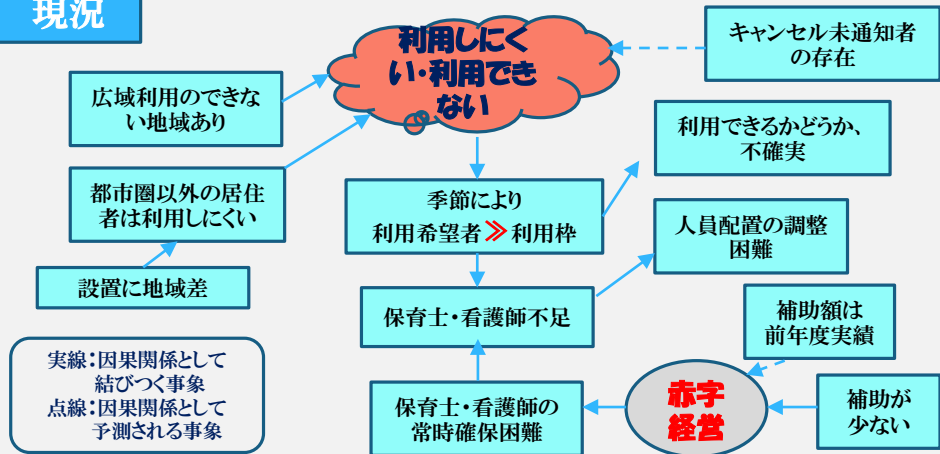 現況
利用しにく
い・利用でき
ない
キャンセル未通知者
の存在
広域利用のできな
い地域あり
利用できるかどうか、
不確実
都市圏以外の居住
者は利用しにくい
季節により
利用希望者≫利用枠
人員配置の調整
困難
設置に地域差
保育士・看護師不足
補助額は
前年度実績
実線：因果関係として
結びつく事象
点線：因果関係として
予測される事象
保育士・看護師の
常時確保困難
赤字
経営
補助が
少ない